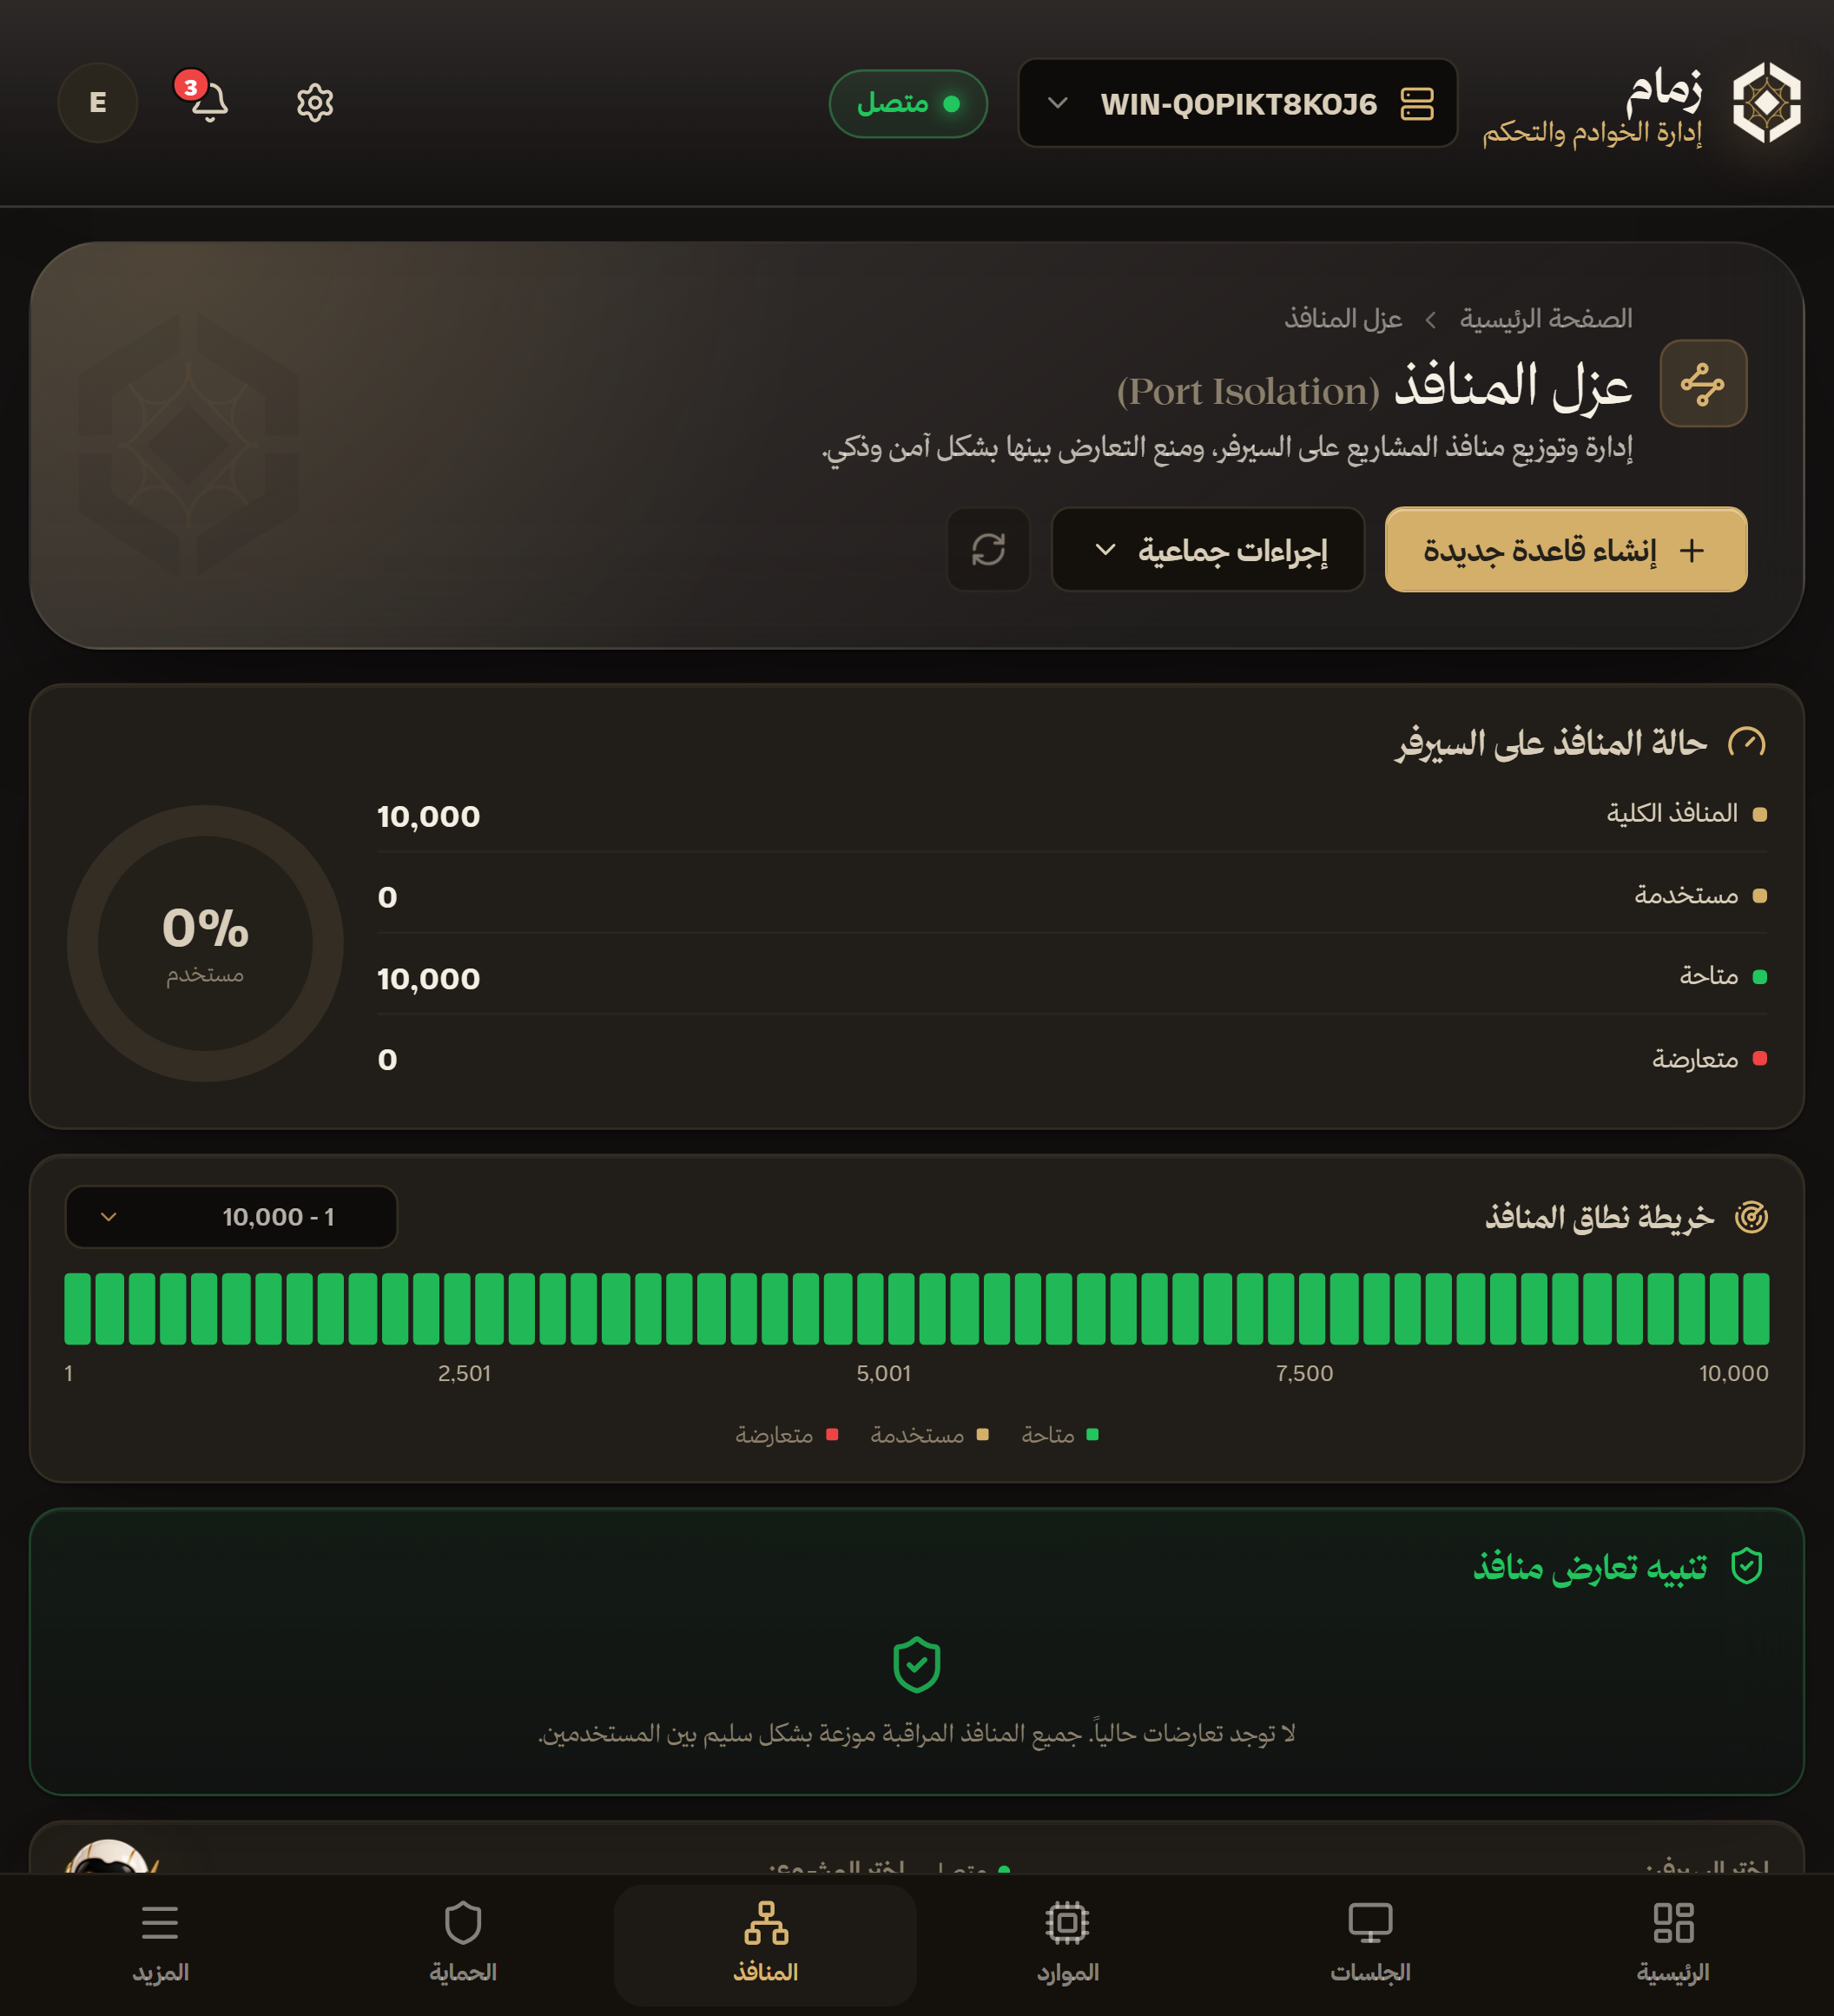 زمام
إدارة الخوادم والتحكم
WIN-QOPIKT8KOJ6
متصل
3
E
الصفحة الرئيسية
عزل المنافذ
عزل المنافذ (Port Isolation)
إدارة وتوزيع منافذ المشاريع على السيرفر، ومنع التعارض بينها بشكل آمن وذكي.
إنشاء قاعدة جديدة
إجراءات جماعية
حالة المنافذ على السيرفر
المنافذ الكلية 10,000
مستخدمة 0
متاحة 10,000
متعارضة 0
0%
مستخدم
خريطة نطاق المنافذ
1 - 10,000
1 2,501 5,001 7,500 10,000
متاحة مستخدمة متعارضة
تنبيه تعارض منافذ
لا توجد تعارضات حالياً. جميع المنافذ المراقبة موزعة بشكل سليم بين المستخدمين.
الرئيسية
الجلسات
الموارد
المنافذ
الحماية
المزيد